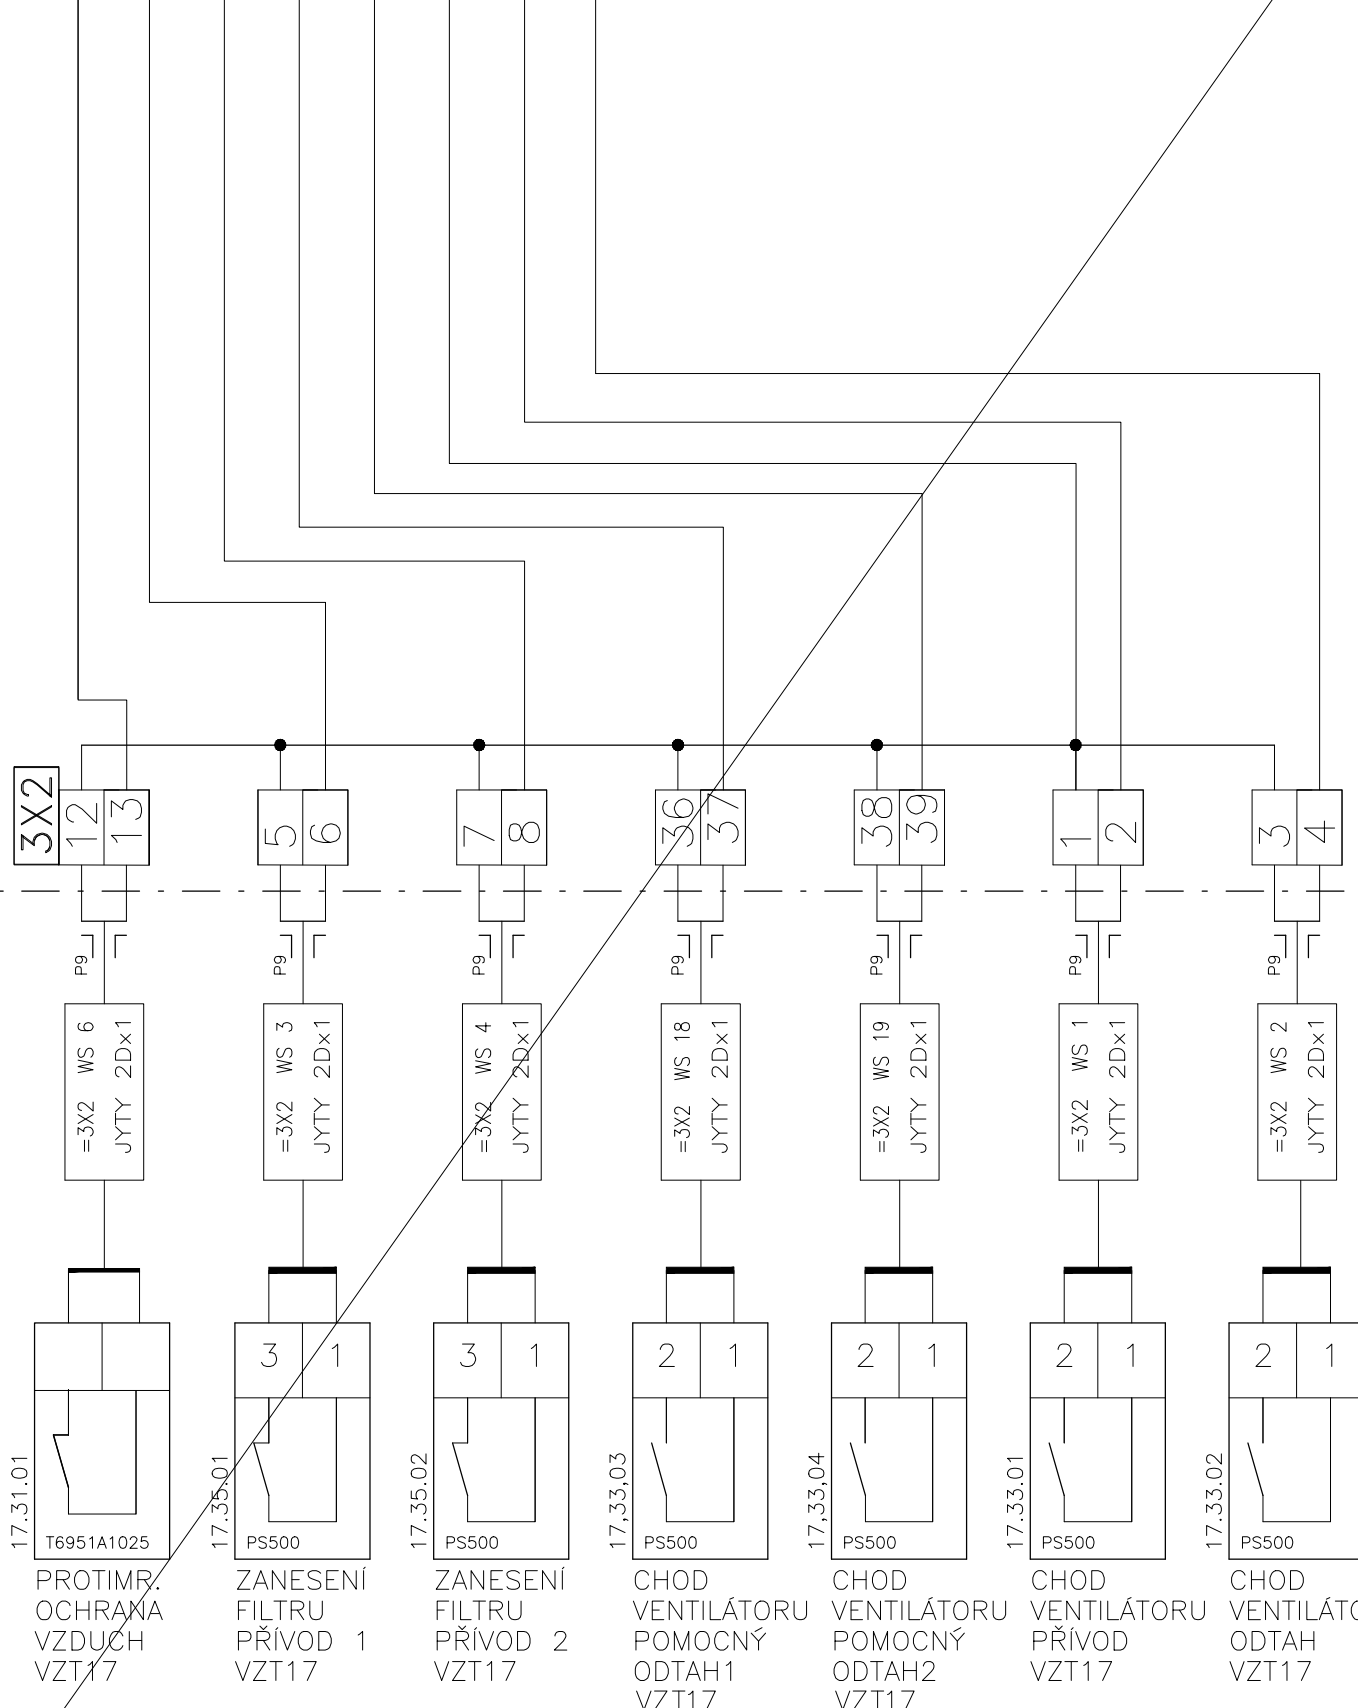 3X2
12 13
5 6
7 8
36 37
38 39
1 2
3 4
P9
P9
P9
P9
P9
P9
P9
=3X2 WS 6
JYTY 2Dx1
=3X2 WS 3
JYTY 2Dx1
=3X2 WS 4
JYTY 2Dx1
=3X2 WS 18
JYTY 2Dx1
=3X2 WS 19
JYTY 2Dx1
=3X2 WS 1
JYTY 2Dx1
=3X2 WS 2
JYTY 2Dx1
3 1
3 1
2 1
2 1
2 1
2 1
17.31.01
T6951A1025
17.35.01
PS500
17.35.02
PS500
17,33,03
PS500
17,33,04
PS500
17.33.01
PS500
17.33.02
PS500
PROTIMR.
OCHRANA
VZDUCH
VZT17
ZANESENÍ
FILTRU
PŘÍVOD 1
VZT17
ZANESENÍ
FILTRU
PŘÍVOD 2
VZT17
CHOD
VENTILÁTORU
POMOCNÝ
ODTAH1
VZT17
CHOD
VENTILÁTORU
POMOCNÝ
ODTAH2
VZT17
CHOD
VENTILÁTORU
PŘÍVOD
VZT17
CHOD
VENTILÁTO
ODTAH
VZT17